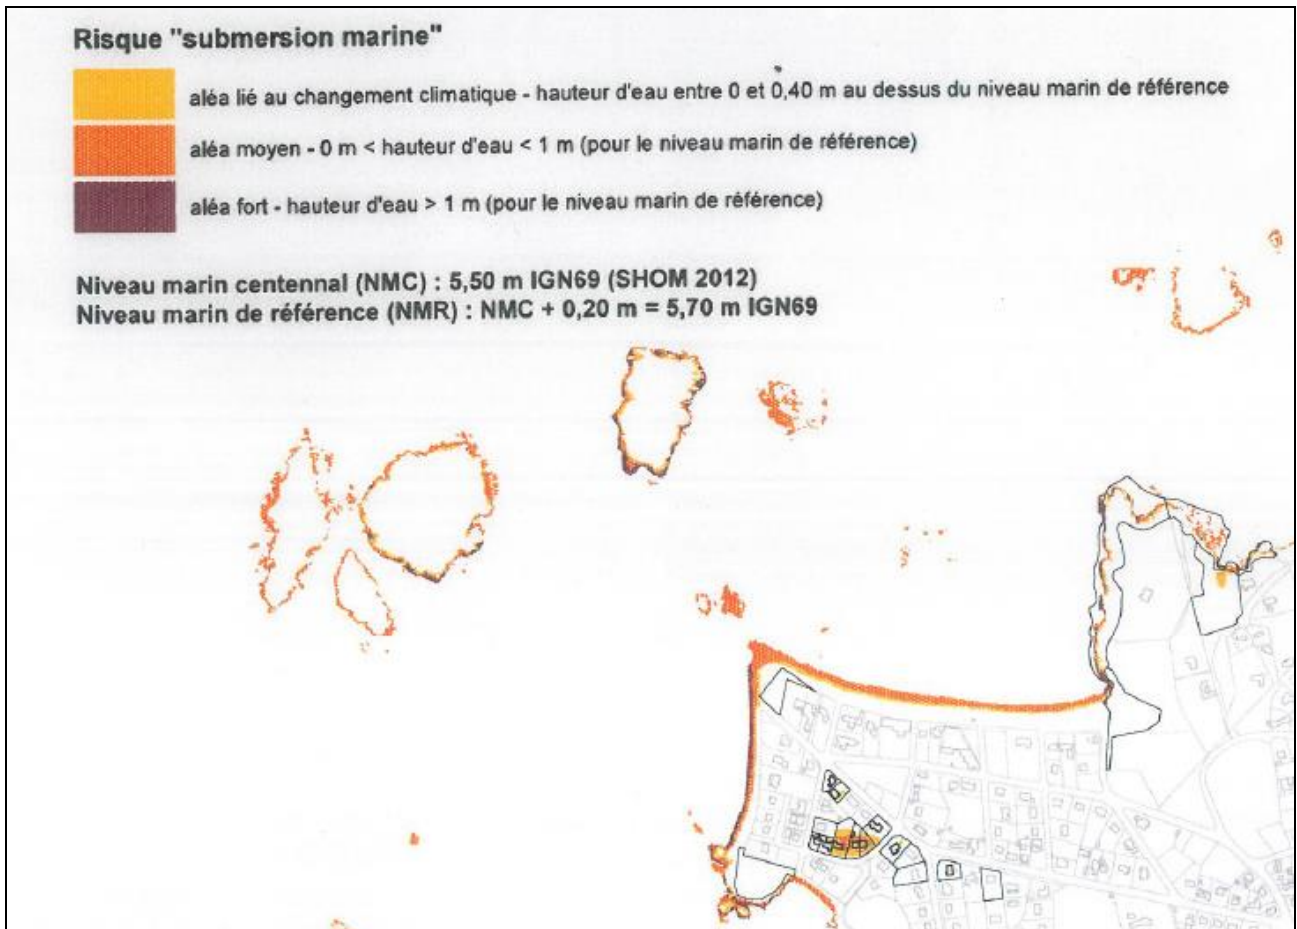 Risque "submersion marine"
aléa lié au changement climatique - hauteur d'eau entre 0 et 0,40 m au dessus du niveau marin de référence
aléa moyen - 0 m < hauteur d'eau < 1 m (pour le niveau marin de référence)
aléa fort - hauteur d'eau > 1 m (pour le niveau marin de référence)
Niveau marin centennal (NMC) : 5,50 m IGN69 (SHOM 2012)
Niveau marin de référence (NMR) : NMC + 0,20 m = 5,70 m IGN69